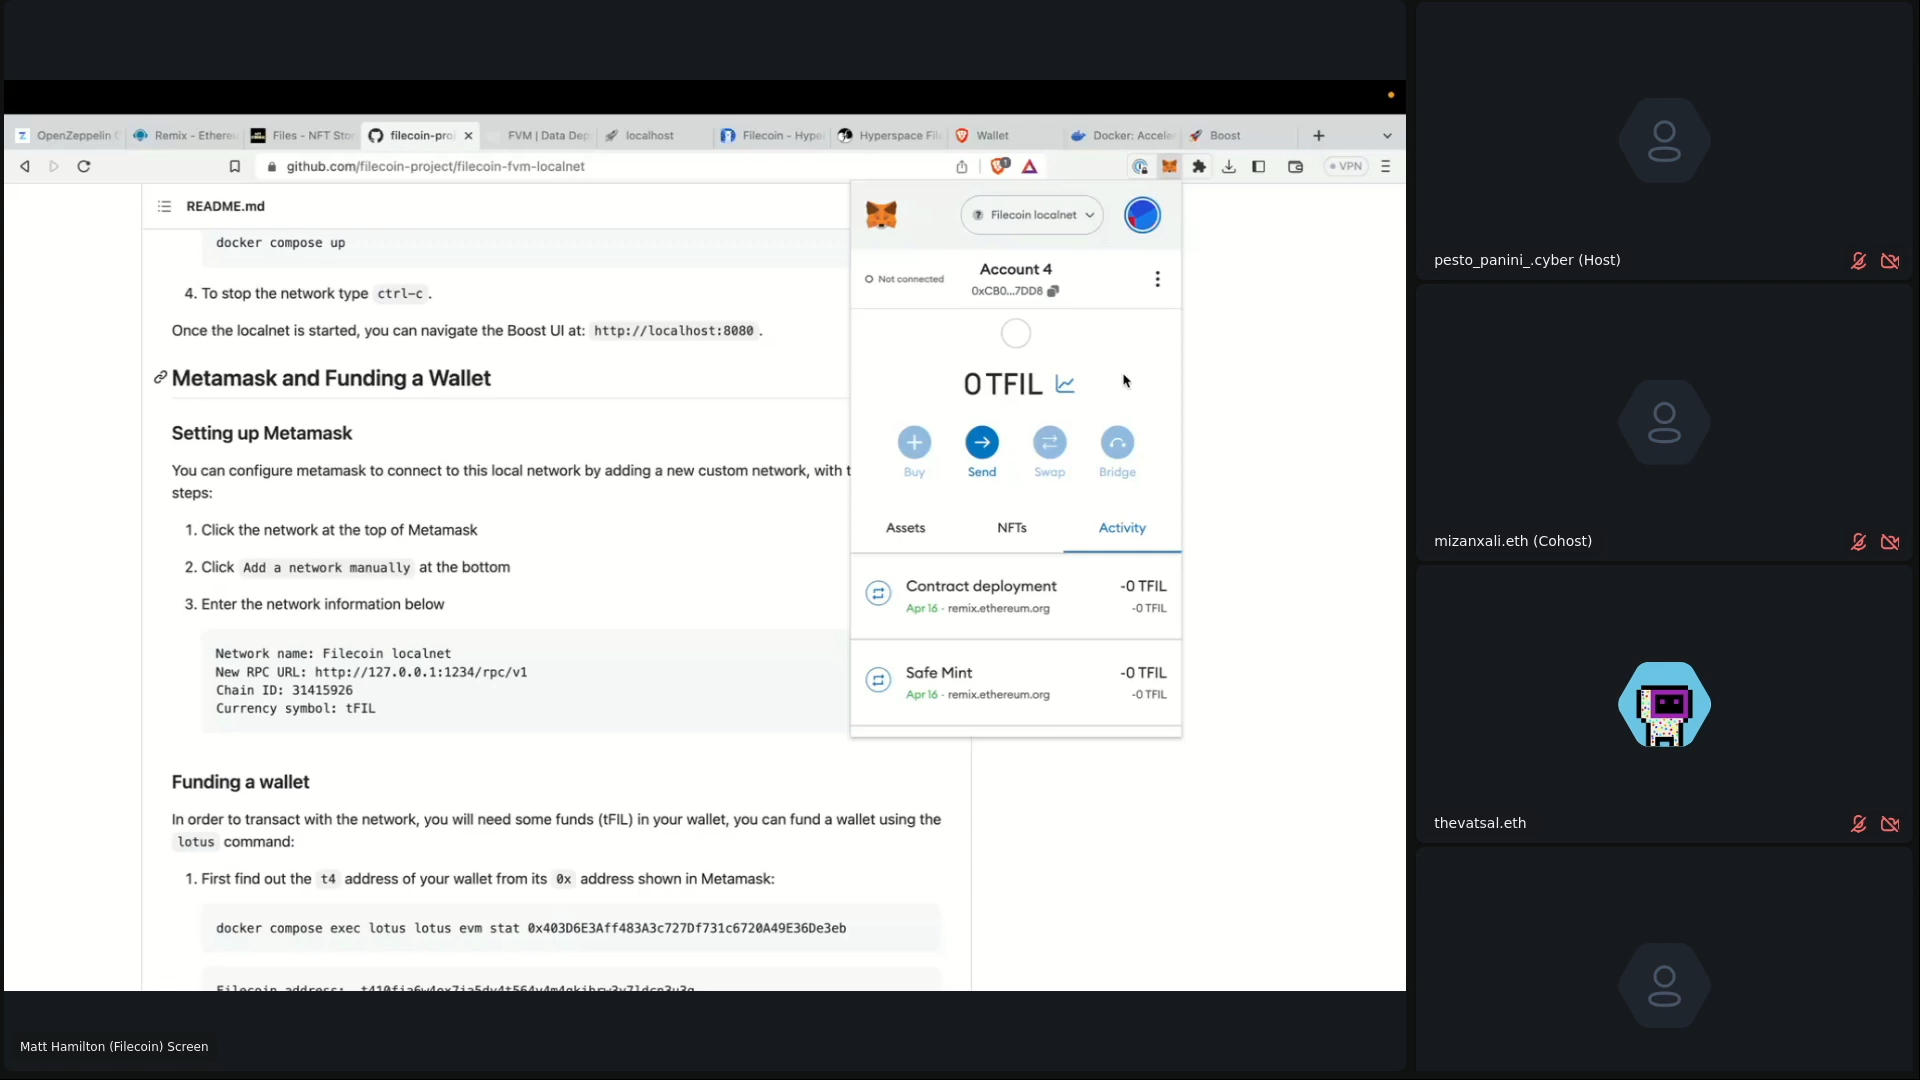 OpenZeppelin
Remix - Ethere
Files - NFT Sto
filecoin-pro
FVM | Data Dep
localhost
Filecoin - Hype
Hyperspace File
Wallet
Docker: Accele
Boost
github.com/filecoin-project/filecoin-fvm-localnet
VPN
README.md
docker compose up
4. To stop the network type ctrl-c .
Once the localnet is started, you can navigate the Boost UI at: http://localhost:8080 .
Metamask and Funding a Wallet
Setting up Metamask
You can configure metamask to connect to this local network by adding a new custom network, with t
steps:
1. Click the network at the top of Metamask
2. Click Add a network manually at the bottom
3. Enter the network information below
Network name: Filecoin localnet
New RPC URL: http://127.0.0.1:1234/rpc/v1
Chain ID: 31415926
Currency symbol: tFIL
Funding a wallet
In order to transact with the network, you will need some funds (tFIL) in your wallet, you can fund a wallet using the
lotus command:
1. First find out the t4 address of your wallet from its 0x address shown in Metamask:
docker compose exec lotus lotus evm stat 0x403D6E3Aff483A3c727Df731c6720A49E36De3eb
Filecoin address:
Filecoin localnet
Not connected
Account 4
0xCB0...7DD8
0 TFIL
Buy
Send
Swap
Bridge
Assets
NFTs
Activity
Contract deployment
-0 TFIL
Apr 16 - remix.ethereum.org
-0 TFIL
Safe Mint
-0 TFIL
Apr 16 - remix.ethereum.org
-0 TFIL
pesto_panini_.cyber (Host)
mizanxali.eth (Cohost)
thevatsal.eth
Matt Hamilton (Filecoin) Screen